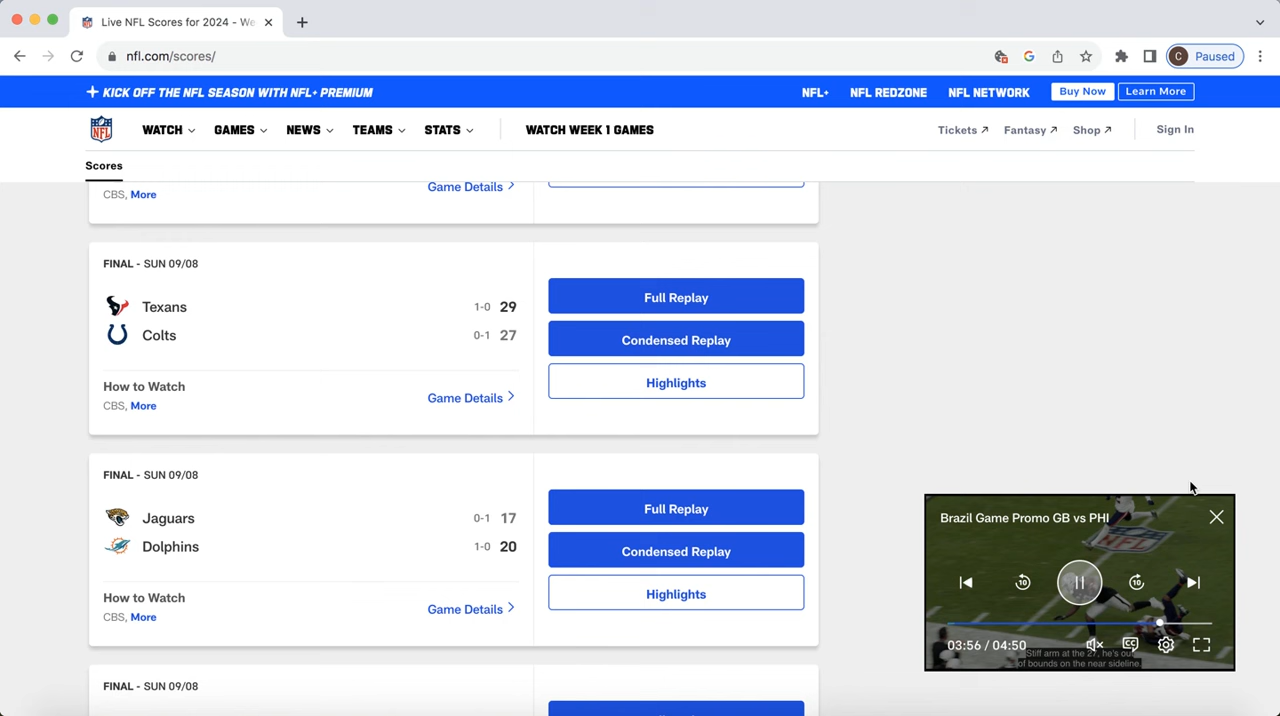 Live NFL Scores for 2024 - We
nfl.com/scores/
C Paused
KICK OFF THE NFL SEASON WITH NFL+ PREMIUM
NFL+ NFL REDZONE NFL NETWORK Buy Now Learn More
NFL WATCH GAMES NEWS TEAMS STATS WATCH WEEK 1 GAMES Tickets Fantasy Shop Sign In
Scores
CBS, More Game Details
FINAL - SUN 09/08
Texans 1-0 29
Colts 0-1 27
How to Watch
CBS, More Game Details
Full Replay
Condensed Replay
Highlights
FINAL - SUN 09/08
Jaguars 0-1 17
Dolphins 1-0 20
How to Watch
CBS, More Game Details
Full Replay
Condensed Replay
Highlights
FINAL - SUN 09/08
Brazil Game Promo GB vs PHI
NFL
10 10
03:56 / 04:50 CC
Stiff arm at the 27, he's out
of bounds on the near sideline.